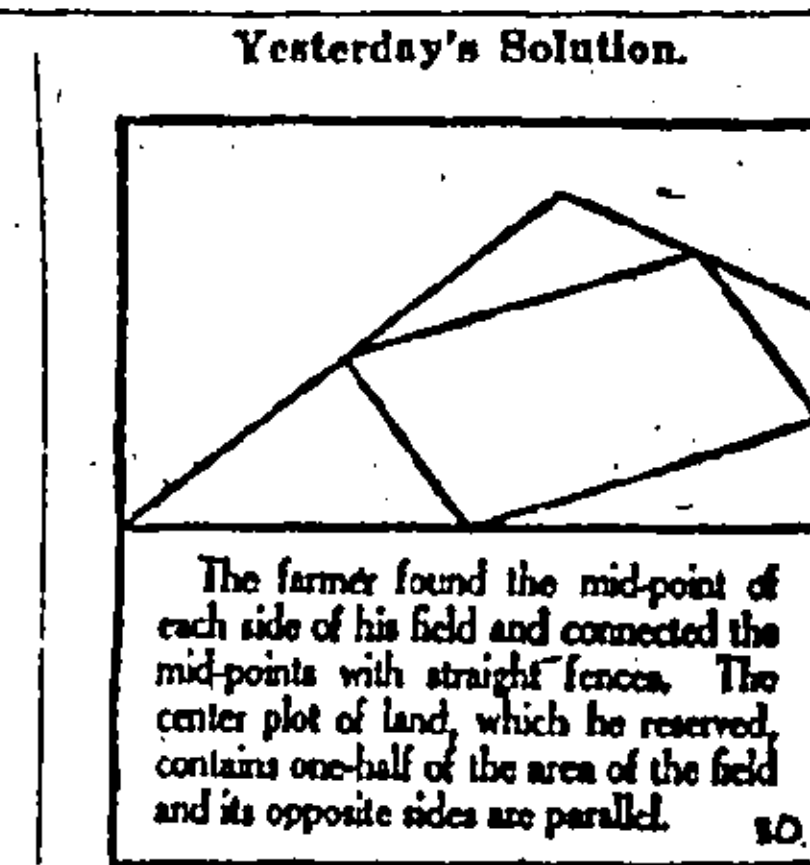 Yesterday's Solution.
The farmer found the mid-point of
each side of his field and connected the
mid-points with straight fences. The
center plot of land, which he reserved,
contains one-half of the area of the field
and its opposite sides are parallel.
80.